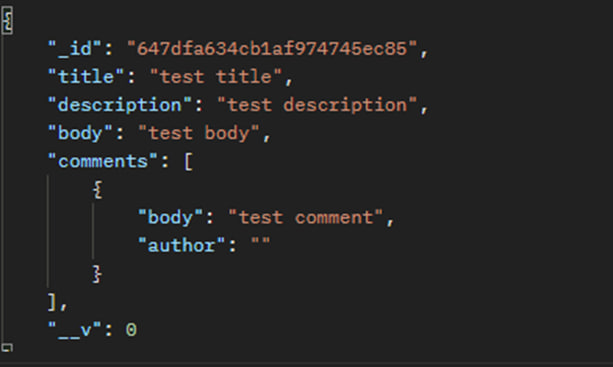 {
"_id": "647dfa634cb1af974745ec85",
"title": "test title",
"description": "test description",
"body": "test body",
"comments": [
{
"body": "test comment",
"author": ""
}
],
"__v": 0